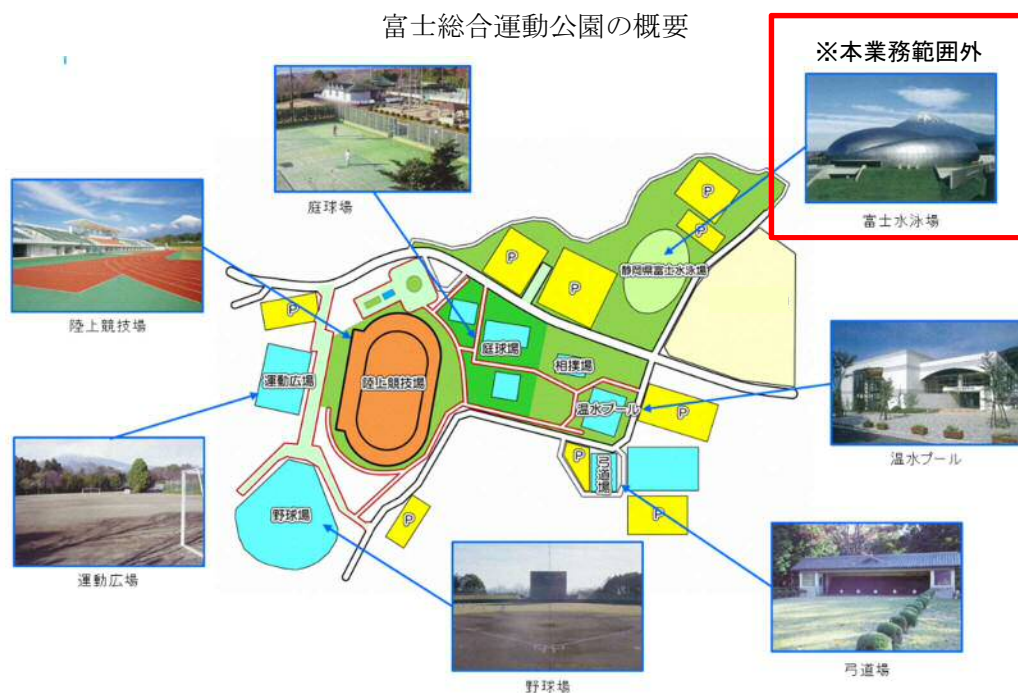 富士総合運動公園の概要
※本業務範囲外
富士水泳場
庭球場
陸上競技場
P
P
P
P
静岡県富士水泳場
P
庭球場
相撲場
運動広場
陸上競技場
温水プール
P
温水プール
P
弓道場
P
P
野球場
運動広場
弓道場
野球場